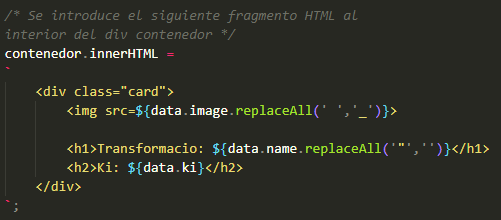 /* Se introduce el siguiente fragmento HTML al
interior del div contenedor */
contenedor.innerHTML =
`
<div class="card">
<img src=${data.image.replaceAll(' ','_')}>
<h1>Transformacio: ${data.name.replaceAll('"','')}</h1>
<h2>Ki: ${data.ki}</h2>
</div>
`;